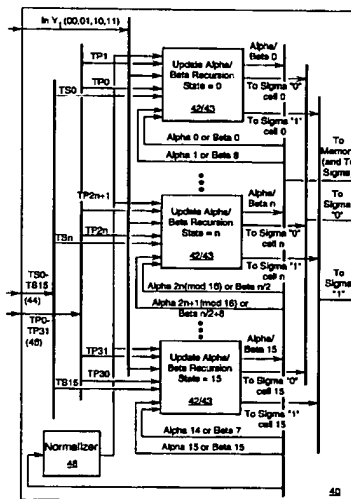 ln Yⱼ (00,01,10,11)
TP1
TP0
TS0
Update Alpha/
Beta Recursion
State = 0
42/43
Alpha/
Beta 0
To Sigma "0"
cell 0
To Sigma "1"
cell 0
Alpha 0 or Beta 0
Alpha 1 or Beta 8
To
Memory
(and To
Sigma
To
Sigma
"0"
To
Sigma
"1"
TP2n+1
TP2n
TSn
Update Alpha/
Beta Recursion
State = n
42/43
Alpha/
Beta n
To Sigma "0"
cell n
To Sigma "1"
cell n
Alpha 2n(mod 16) or Beta n/2
Alpha 2n+1(mod 16) or
Beta n/2+8
TS0-
TS15
(44)
TP0-
TP31
(46)
TP31
TP30
TS15
Update Alpha/
Beta Recursion
State = 15
42/43
Alpha/
Beta 15
To Sigma "0"
cell 15
To Sigma "1"
cell 15
Alpha 14 or Beta 7
Alpha 15 or Beta 15
Normalizer
48
40